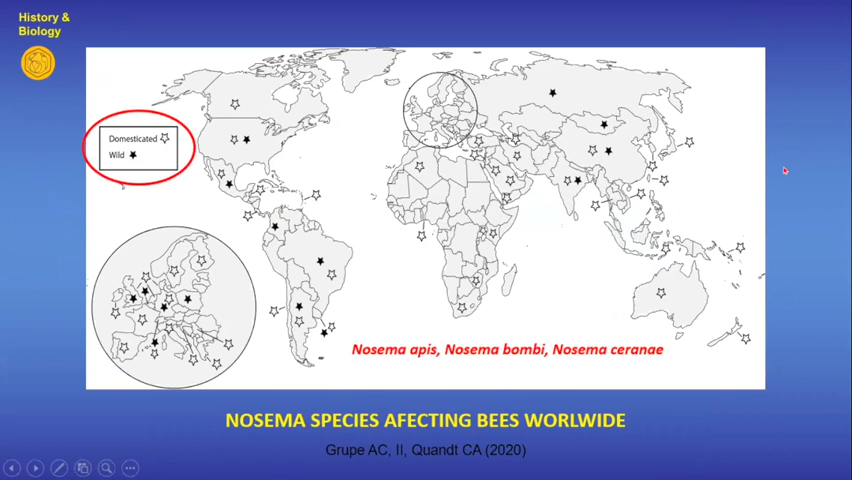 History &
Biology
Domesticated
Wild
Nosema apis, Nosema bombi, Nosema ceranae
NOSEMA SPECIES AFECTING BEES WORLWIDE
Grupe AC, II, Quandt CA (2020)